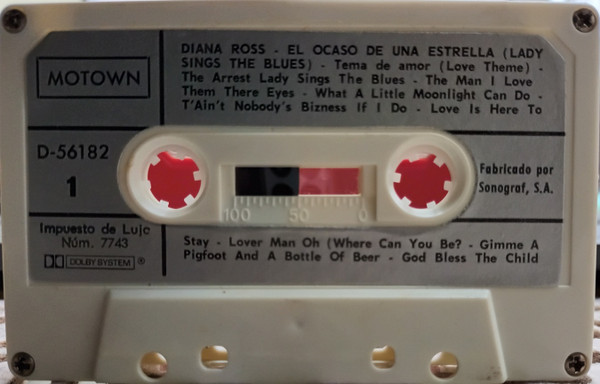 MOTOWN
DIANA ROSS - EL OCASO DE UNA ESTRELLA (LADY
SINGS THE BLUES) - Tema de amor (Love Theme) -
The Arrest Lady Sings The Blues - The Man I Love
Them There Eyes - What A Little Moonlight Can Do -
T'Ain't Nobody's Bizness If I Do - Love Is Here To
D-56182
1
100 50 0
Fabricado por
Sonograf, S.A.
Impuesto de Lujo
Núm. 7743
DOLBY SYSTEM ®
Stay - Lover Man Oh (Where Can You Be? - Gimme A
Pigfoot And A Bottle Of Beer - God Bless The Child